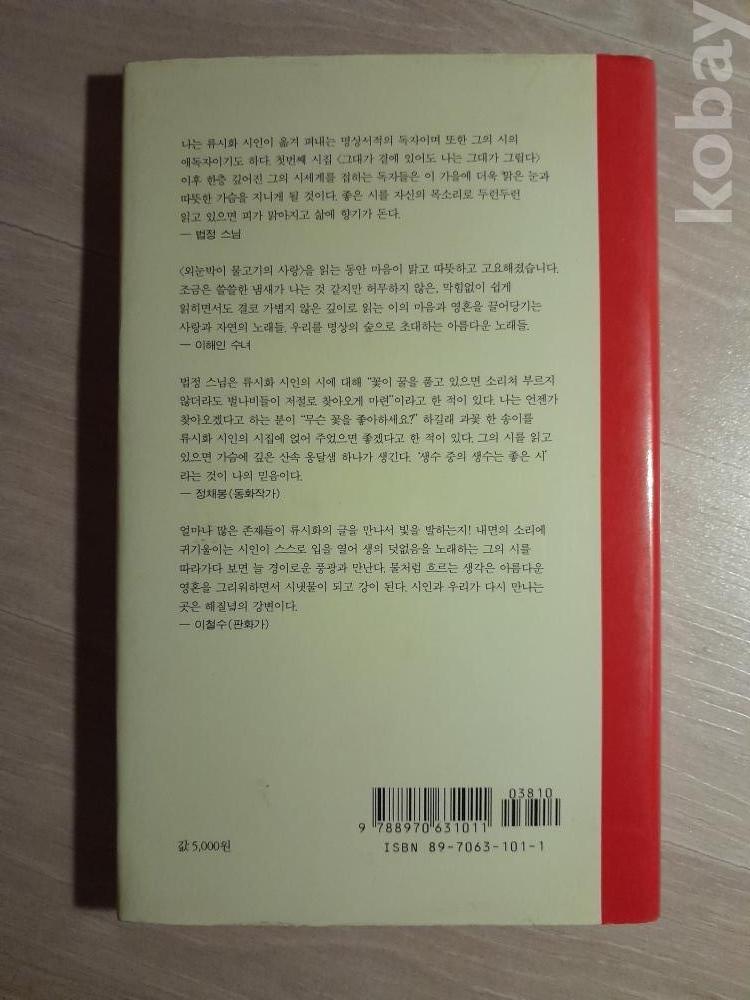 나는 류시화 시인이 옮겨 펴내는 명상서적의 독자이며 또한 그의 시의
애독자이기도 하다. 첫번째 시집 〈그대가 곁에 있어도 나는 그대가 그립다〉
이후 한층 깊어진 그의 시세계를 접하는 독자들은 이 가을에 더욱 맑은 눈과
따뜻한 가슴을 지니게 될 것이다. 좋은 시를 자신의 목소리로 두런두런
읽고 있으면 피가 맑아지고 삶에 향기가 돈다.
— 법정 스님
〈외눈박이 물고기의 사랑〉을 읽는 동안 마음이 맑고 따뜻하고 고요해졌습니다.
조금은 쓸쓸한 냄새가 나는 것 같지만 허무하지 않은, 막힘없이 쉽게
읽히면서도 결코 가볍지 않은 깊이로 읽는 이의 마음과 영혼을 끌어당기는
사랑과 자연의 노래들. 우리를 명상의 숲으로 초대하는 아름다운 노래들.
— 이해인 수녀
법정 스님은 류시화 시인의 시에 대해 “꽃이 꿀을 품고 있으면 소리쳐 부르지
않더라도 벌나비들이 저절로 찾아오게 마련”이라고 한 적이 있다. 나는 언젠가
찾아오겠다고 하는 분이 “무슨 꽃을 좋아하세요?” 하길래 과꽃 한 송이를
류시화 시인의 시집에 얹어 주었으면 좋겠다고 한 적이 있다. 그의 시를 읽고
있으면 가슴에 깊은 산속 옹달샘 하나가 생긴다. ‘생수 중의 생수는 좋은 시’
라는 것이 나의 믿음이다.
— 정채봉(동화작가)
얼마나 많은 존재들이 류시화의 글을 만나서 빛을 발하는지! 내면의 소리에
귀기울이는 시인이 스스로 입을 열어 생의 덧없음을 노래하는 그의 시를
따라가다 보면 늘 경이로운 풍광과 만난다. 물처럼 흐르는 생각은 아름다운
영혼을 그리워하면서 시냇물이 되고 강이 된다. 시인과 우리가 다시 만나는
곳은 해질녘의 강변이다.
— 이철수(판화가)
03810
9 788970 631011
값 5,000원
ISBN 89-7063-101-1
kobay